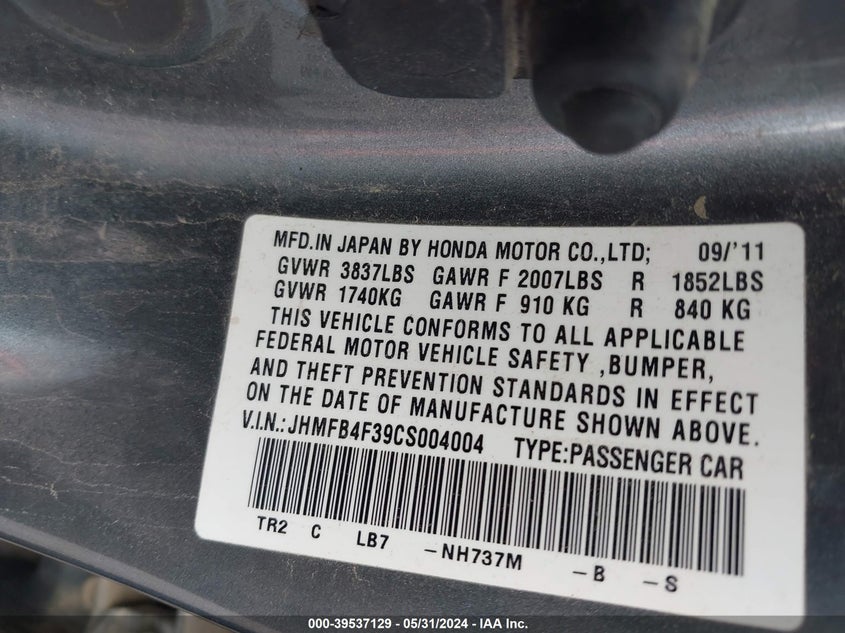 MFD.IN JAPAN BY HONDA MOTOR CO.,LTD; 09/'11
GVWR 3837LBS GAWR F 2007LBS R 1852LBS
GVWR 1740KG GAWR F 910 KG R 840 KG
THIS VEHICLE CONFORMS TO ALL APPLICABLE
FEDERAL MOTOR VEHICLE SAFETY ,BUMPER,
AND THEFT PREVENTION STANDARDS IN EFFECT
ON THE DATE OF MANUFACTURE SHOWN ABOVE.
V.I.N.:JHMFB4F39CS004004 TYPE:PASSENGER CAR
TR2 C LB7 -NH737M -B -S
000-39537129 - 05/31/2024 - IAA Inc.